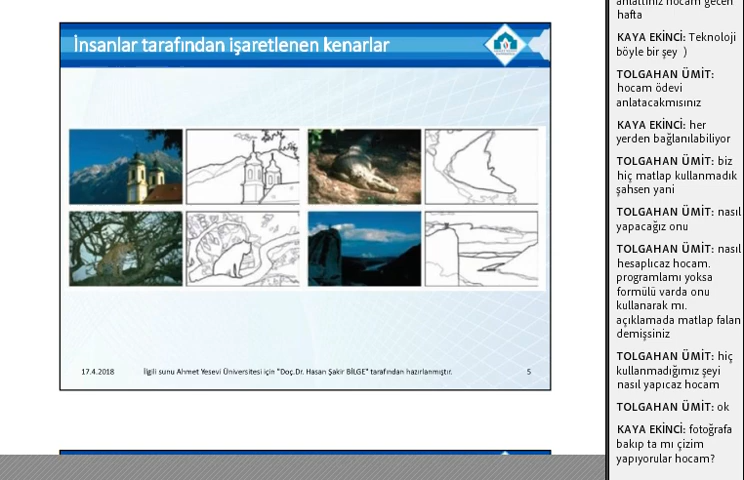 İnsanlar tarafından işaretlenen kenarlar
17.4.2018 İlgili sunu Ahmet Yesevi Üniversitesi için "Doç.Dr. Hasan Şakir BİLGE" tarafından hazırlanmıştır. 5
anlattınız hocam geçen
hafta
KAYA EKİNCİ: Teknoloji
böyle bir şey )
TOLGAHAN ÜMİT:
hocam ödevi
anlatacakmısınız
KAYA EKİNCİ: her
yerden bağlanılabiliyor
TOLGAHAN ÜMİT: biz
hiç matlap kullanmadık
şahsen yani
TOLGAHAN ÜMİT: nasıl
yapacağız onu
TOLGAHAN ÜMİT: nasıl
hesaplıcaz hocam.
programlamı yoksa
formülü varda onu
kullanarak mı.
açıklamada matlap falan
demişsiniz
TOLGAHAN ÜMİT: hiç
kullanmadığımız şeyi
nasıl yapıcaz hocam
TOLGAHAN ÜMİT: ok
KAYA EKİNCİ: fotoğrafa
bakıp ta mı çizim
yapıyorular hocam?